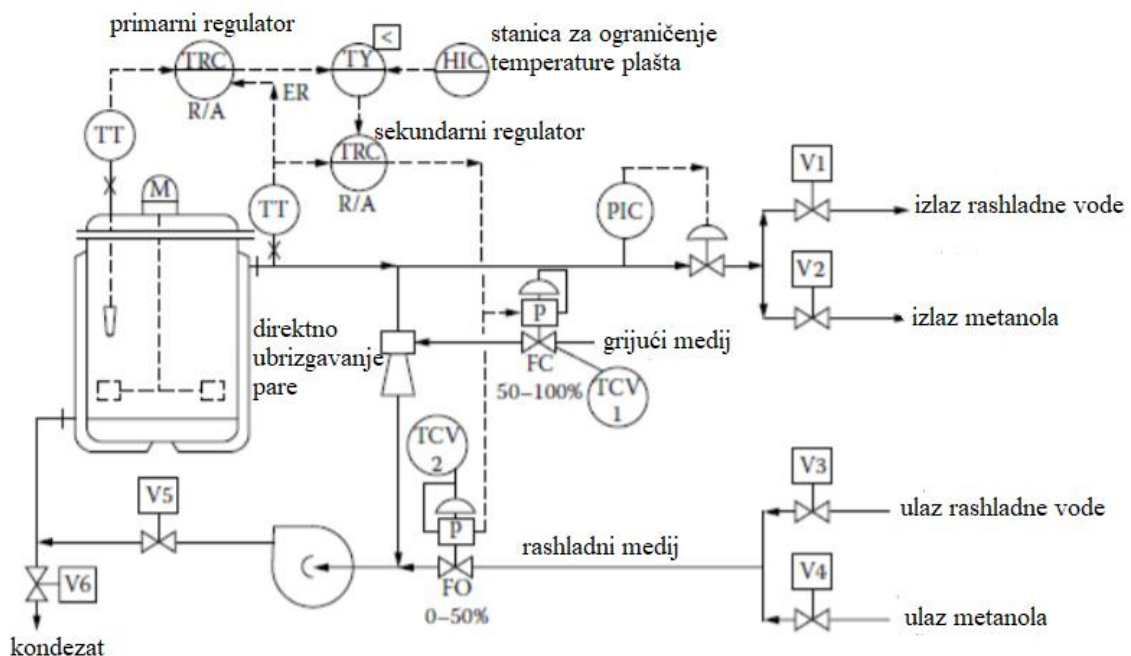 primarni regulator
TRC
R/A
TY
<
HIC
stanica za ograničenje
temperature plašta
ER
TT
sekundarni regulator
TRC
R/A
M
TT
PIC
V1
izlaz rashladne vode
V2
izlaz metanola
direktno
ubrizgavanje
pare
P
grijući medij
FC
50–100%
TCV
1
TCV
2
P
FO
0–50%
rashladni medij
V3
ulaz rashladne vode
V4
ulaz metanola
V5
V6
kondezat